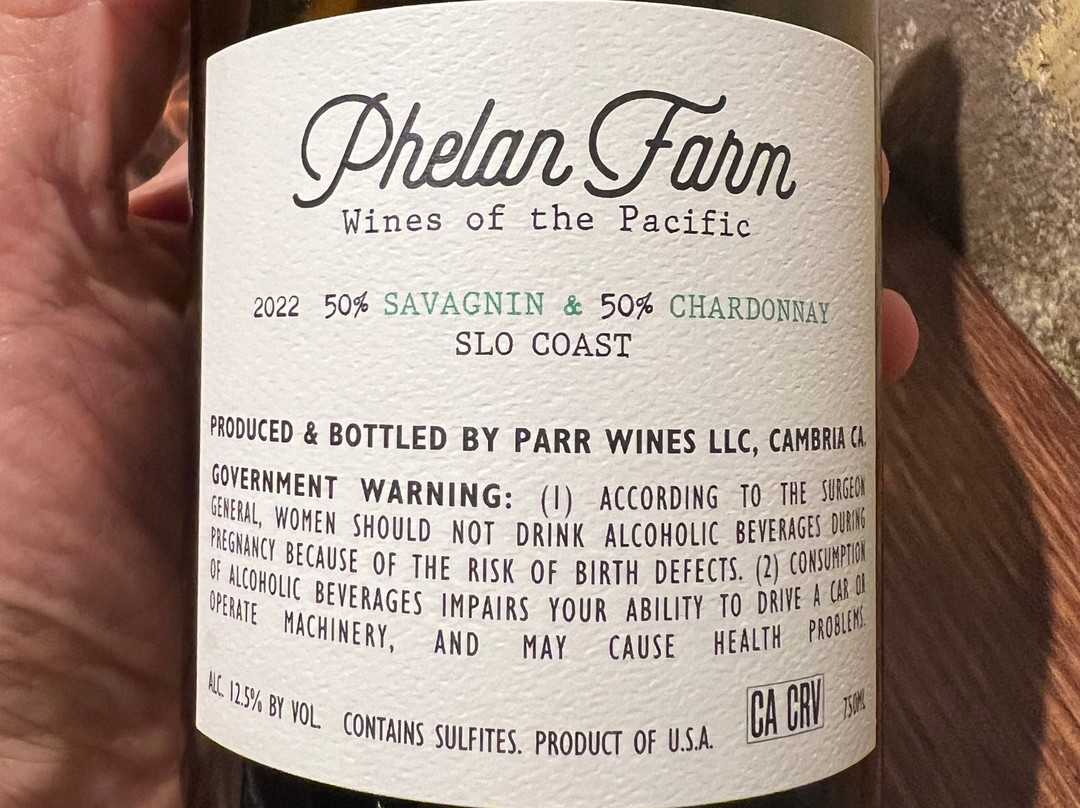 Phelan Farm
Wines of the Pacific
2022 50% SAVAGNIN & 50% CHARDONNAY
SLO COAST
PRODUCED & BOTTLED BY PARR WINES LLC, CAMBRIA CA.
GOVERNMENT WARNING: (1) ACCORDING TO THE SURGEON
GENERAL, WOMEN SHOULD NOT DRINK ALCOHOLIC BEVERAGES DURING
PREGNANCY BECAUSE OF THE RISK OF BIRTH DEFECTS. (2) CONSUMPTION
OF ALCOHOLIC BEVERAGES IMPAIRS YOUR ABILITY TO DRIVE A CAR OR
OPERATE MACHINERY, AND MAY CAUSE HEALTH PROBLEMS.
ALC. 12.5% BY VOL. CONTAINS SULFITES. PRODUCT OF U.S.A. CA CRV 750ML